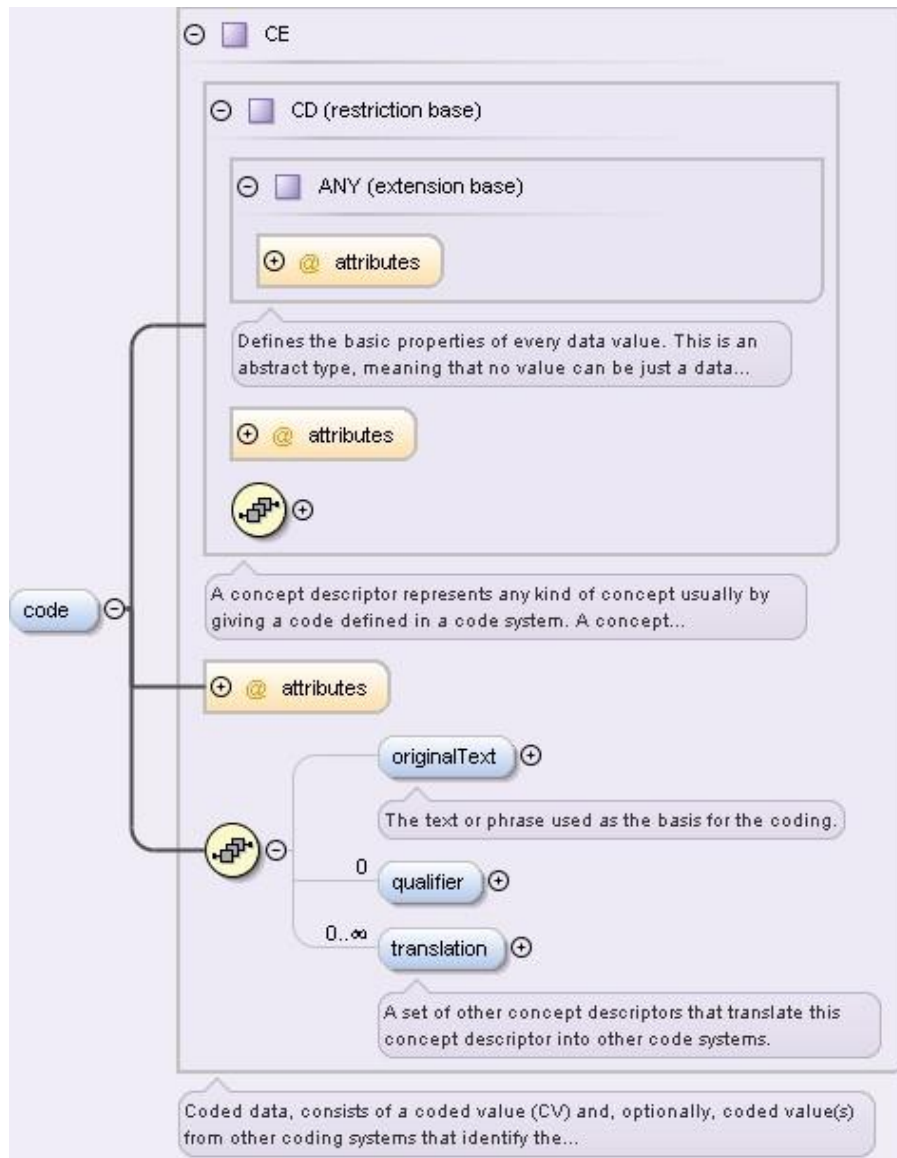 CE
CD (restriction base)
ANY (extension base)
@ attributes
Defines the basic properties of every data value. This is an
abstract type, meaning that no value can be just a data...
@ attributes
A concept descriptor represents any kind of concept usually by
giving a code defined in a code system. A concept...
code
@ attributes
originalText
The text or phrase used as the basis for the coding.
0
qualifier
0..∞
translation
A set of other concept descriptors that translate this
concept descriptor into other code systems.
Coded data, consists of a coded value (CV) and, optionally, coded value(s)
from other coding systems that identify the...